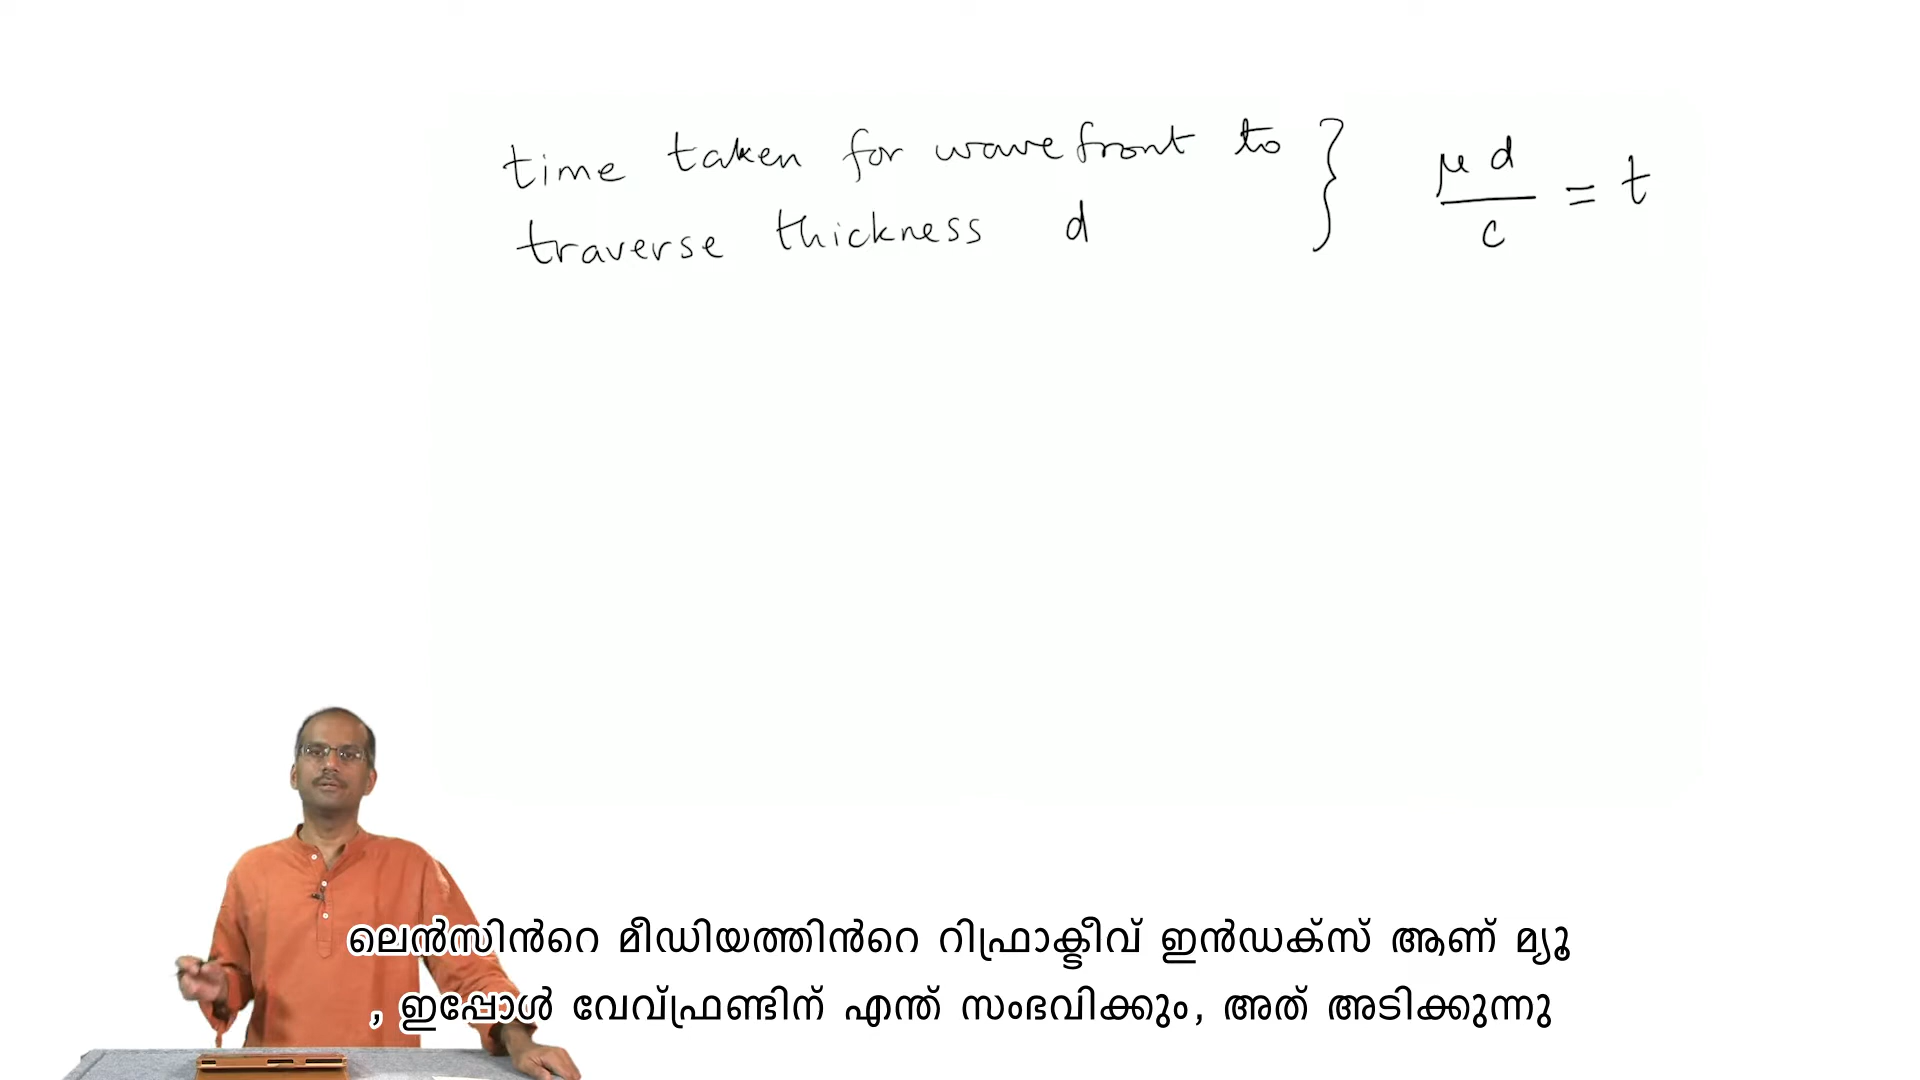 time taken for wavefront to
traverse thickness d
μ d
c
= t
ലെൻസിൻറെ മീഡിയത്തിൻറെ റിഫ്രാക്ടീവ് ഇൻഡക്സ് ആണ് മ്യൂ
, ഇപ്പോൾ വേവ്ഫ്രണ്ടിന് എന്ത് സംഭവിക്കും, അത് അടിക്കുന്നു